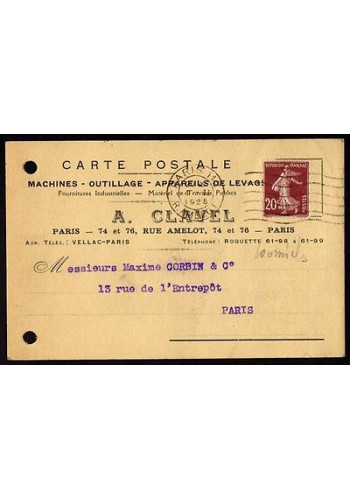 CARTE POSTALE
MACHINES - OUTILLAGE - APPAREILS DE LEVAGE
Fournitures Industrielles — Matériel de Travaux Publics
A. CLAVEL
PARIS — 74 et 76, RUE AMELOT, 74 et 76 — PARIS
Adr. Télég. : VELLAC-PARIS Téléphone : ROQUETTE 61-98 & 61-99
Messieurs Maxime CORBIN & Cº
13 rue de l'Entrepôt
PARIS
REPUBLIQUE FRANÇAISE
20c
POSTES
PARIS